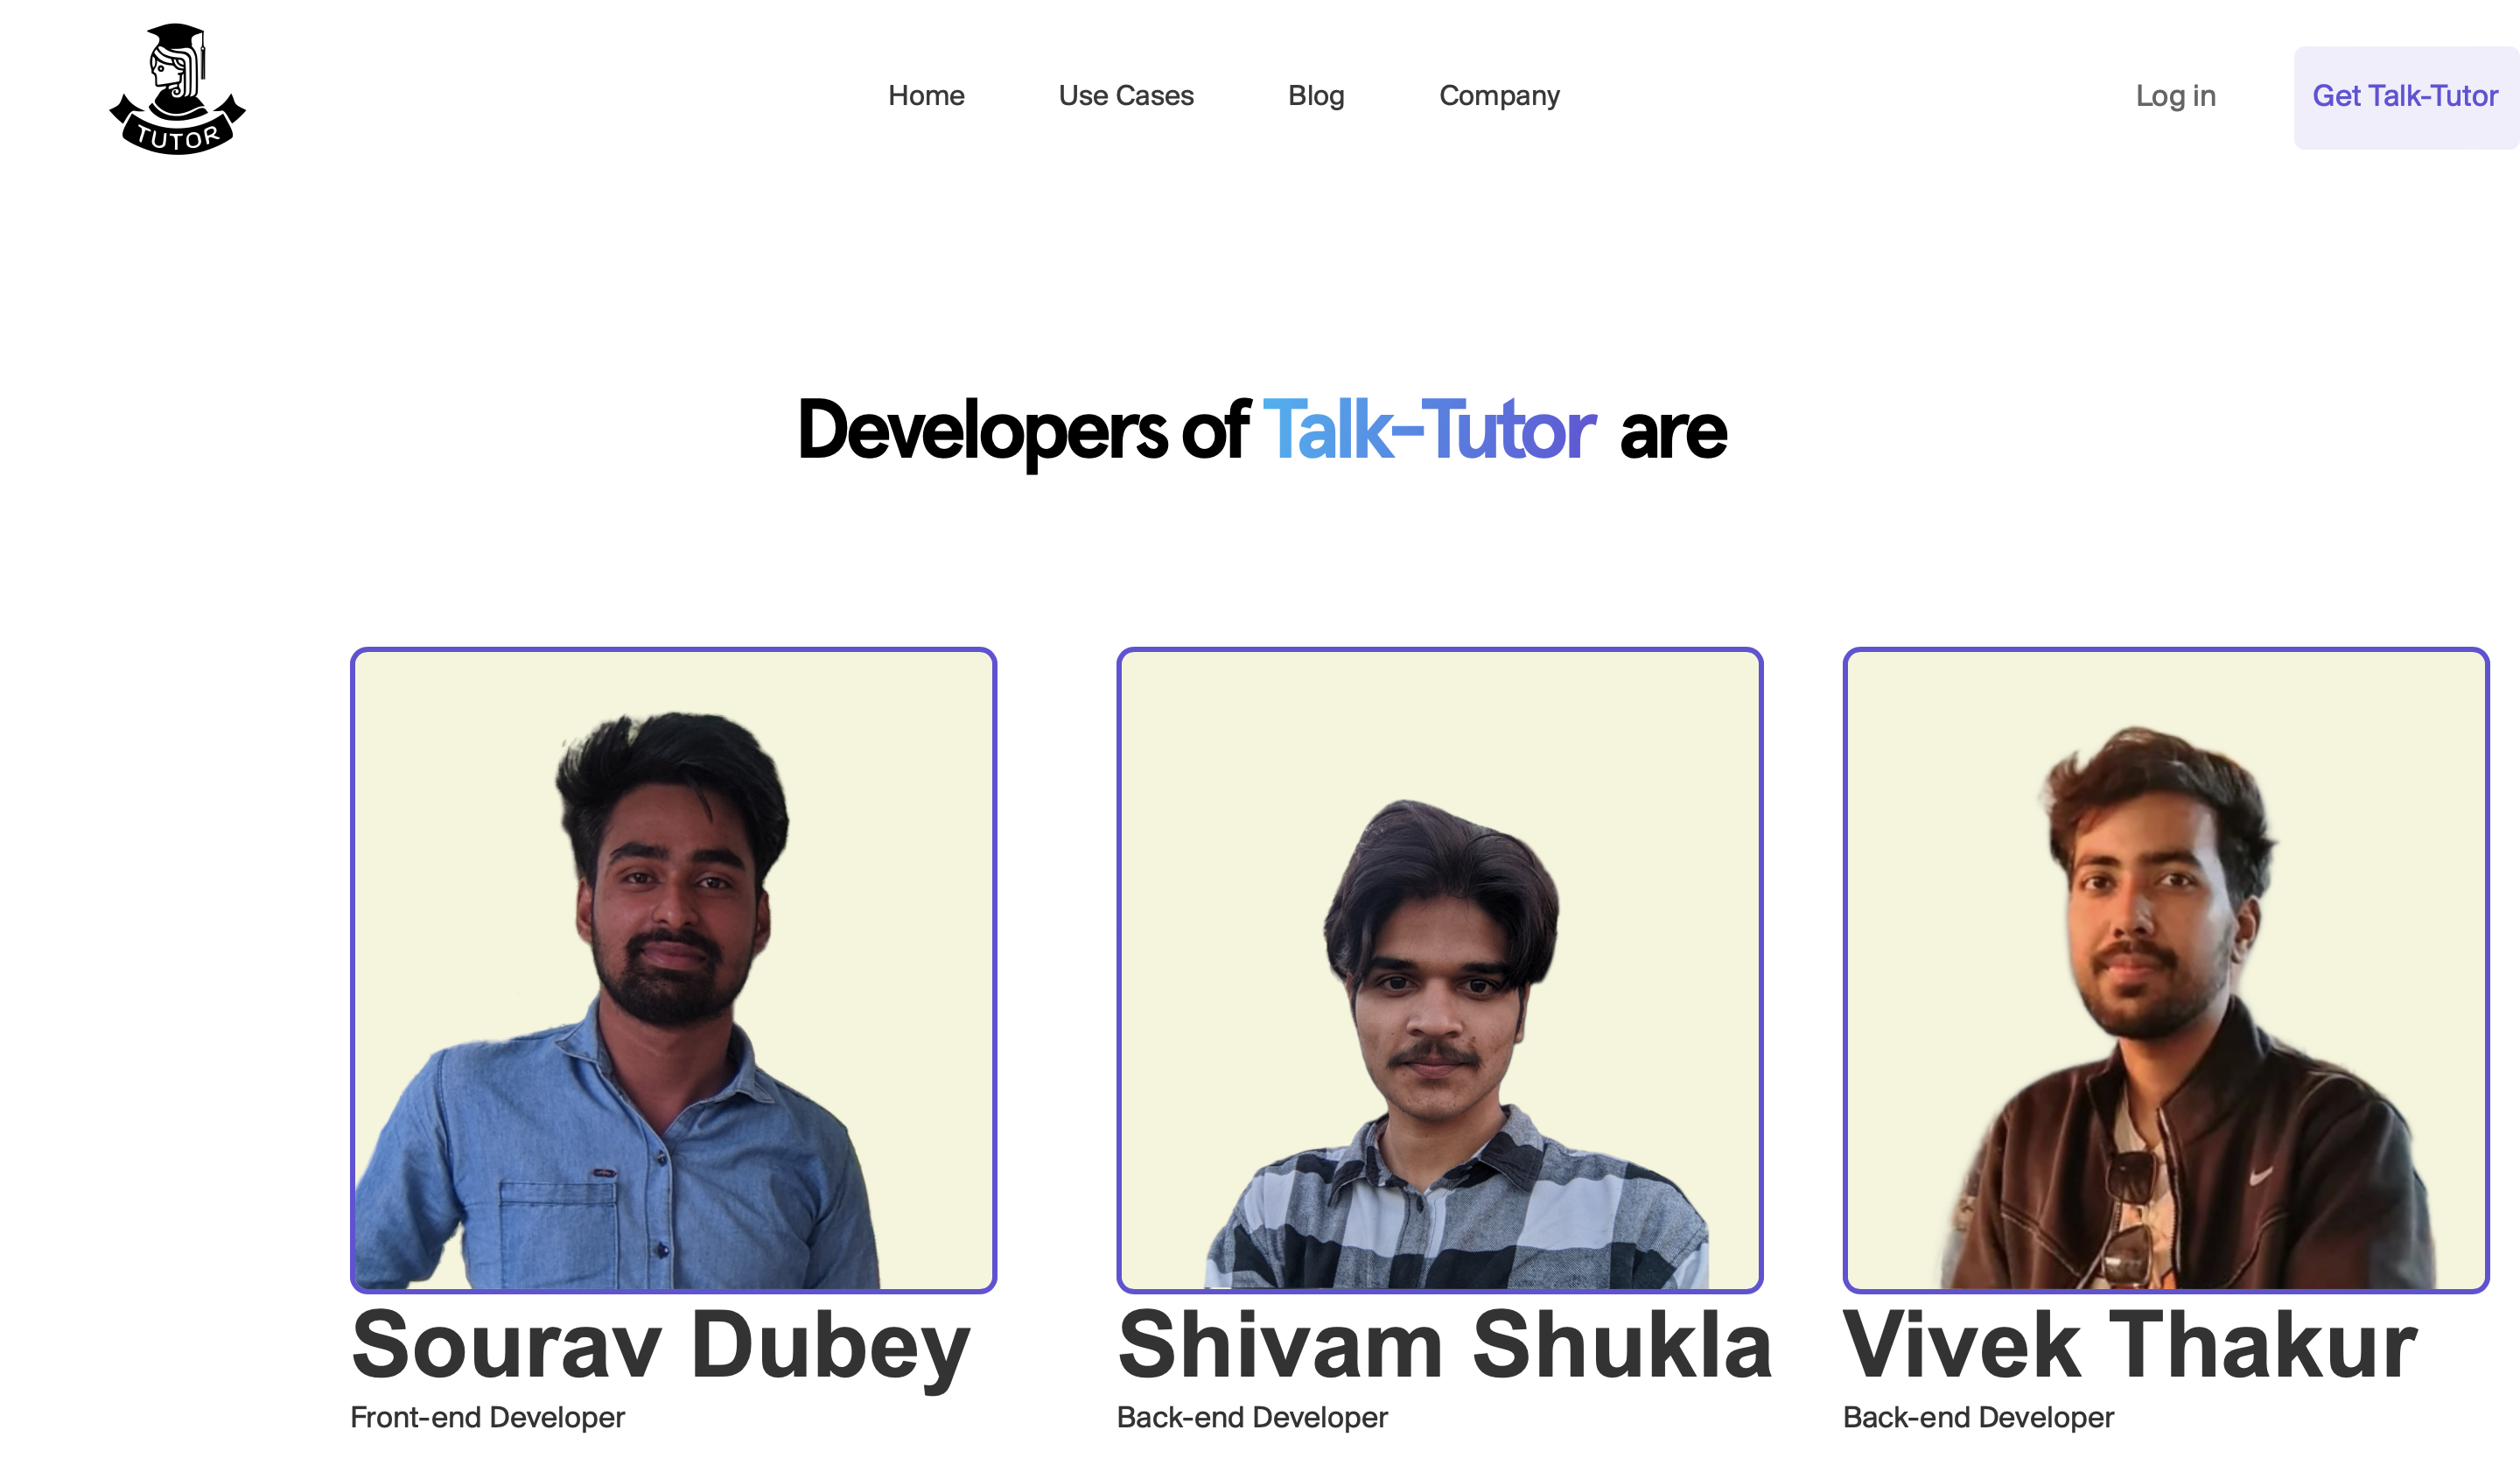 TUTOR
Home Use Cases Blog Company Log in Get Talk-Tutor
Developers of Talk-Tutor are
Sourav Dubey Shivam Shukla Vivek Thakur
Front-end Developer Back-end Developer Back-end Developer